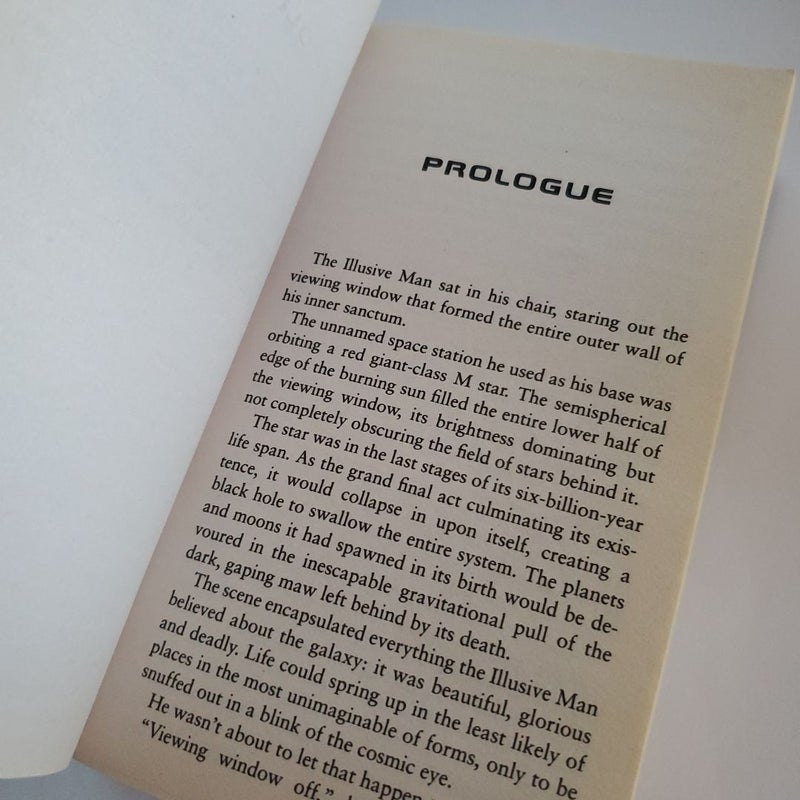 PROLOGUE
The Illusive Man sat in his chair, staring out the
viewing window that formed the entire outer wall of
his inner sanctum.
The unnamed space station he used as his base was
orbiting a red giant-class M star. The semispherical
edge of the burning sun filled the entire lower half of
the viewing window, its brightness dominating but
not completely obscuring the field of stars behind it.
The star was in the last stages of its six-billion-year
life span. As the grand final act culminating its exis-
tence, it would collapse in upon itself, creating a
black hole to swallow the entire system. The planets
and moons it had spawned in its birth would be de-
voured in the inescapable gravitational pull of the
dark, gaping maw left behind by its death.
The scene encapsulated everything the Illusive Man
believed about the galaxy: it was beautiful, glorious
and deadly. Life could spring up in the least likely of
places in the most unimaginable of forms, only to be
snuffed out in a blink of the cosmic eye.
He wasn't about to let that happen
“Viewing window off,”